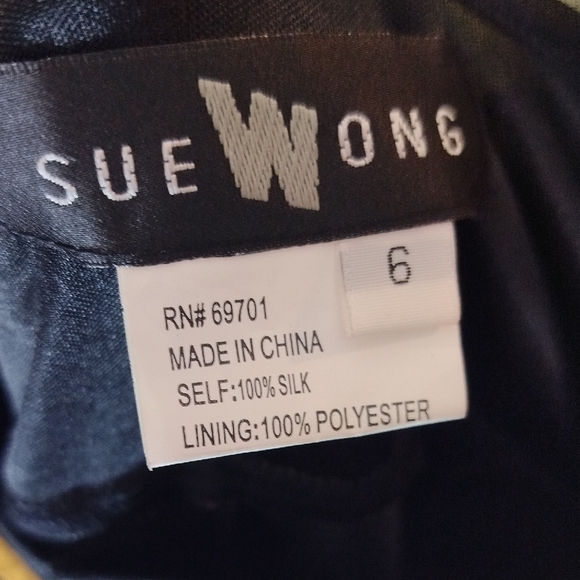 SUE WONG
6
RN# 69701
MADE IN CHINA
SELF:100% SILK
LINING:100% POLYESTER